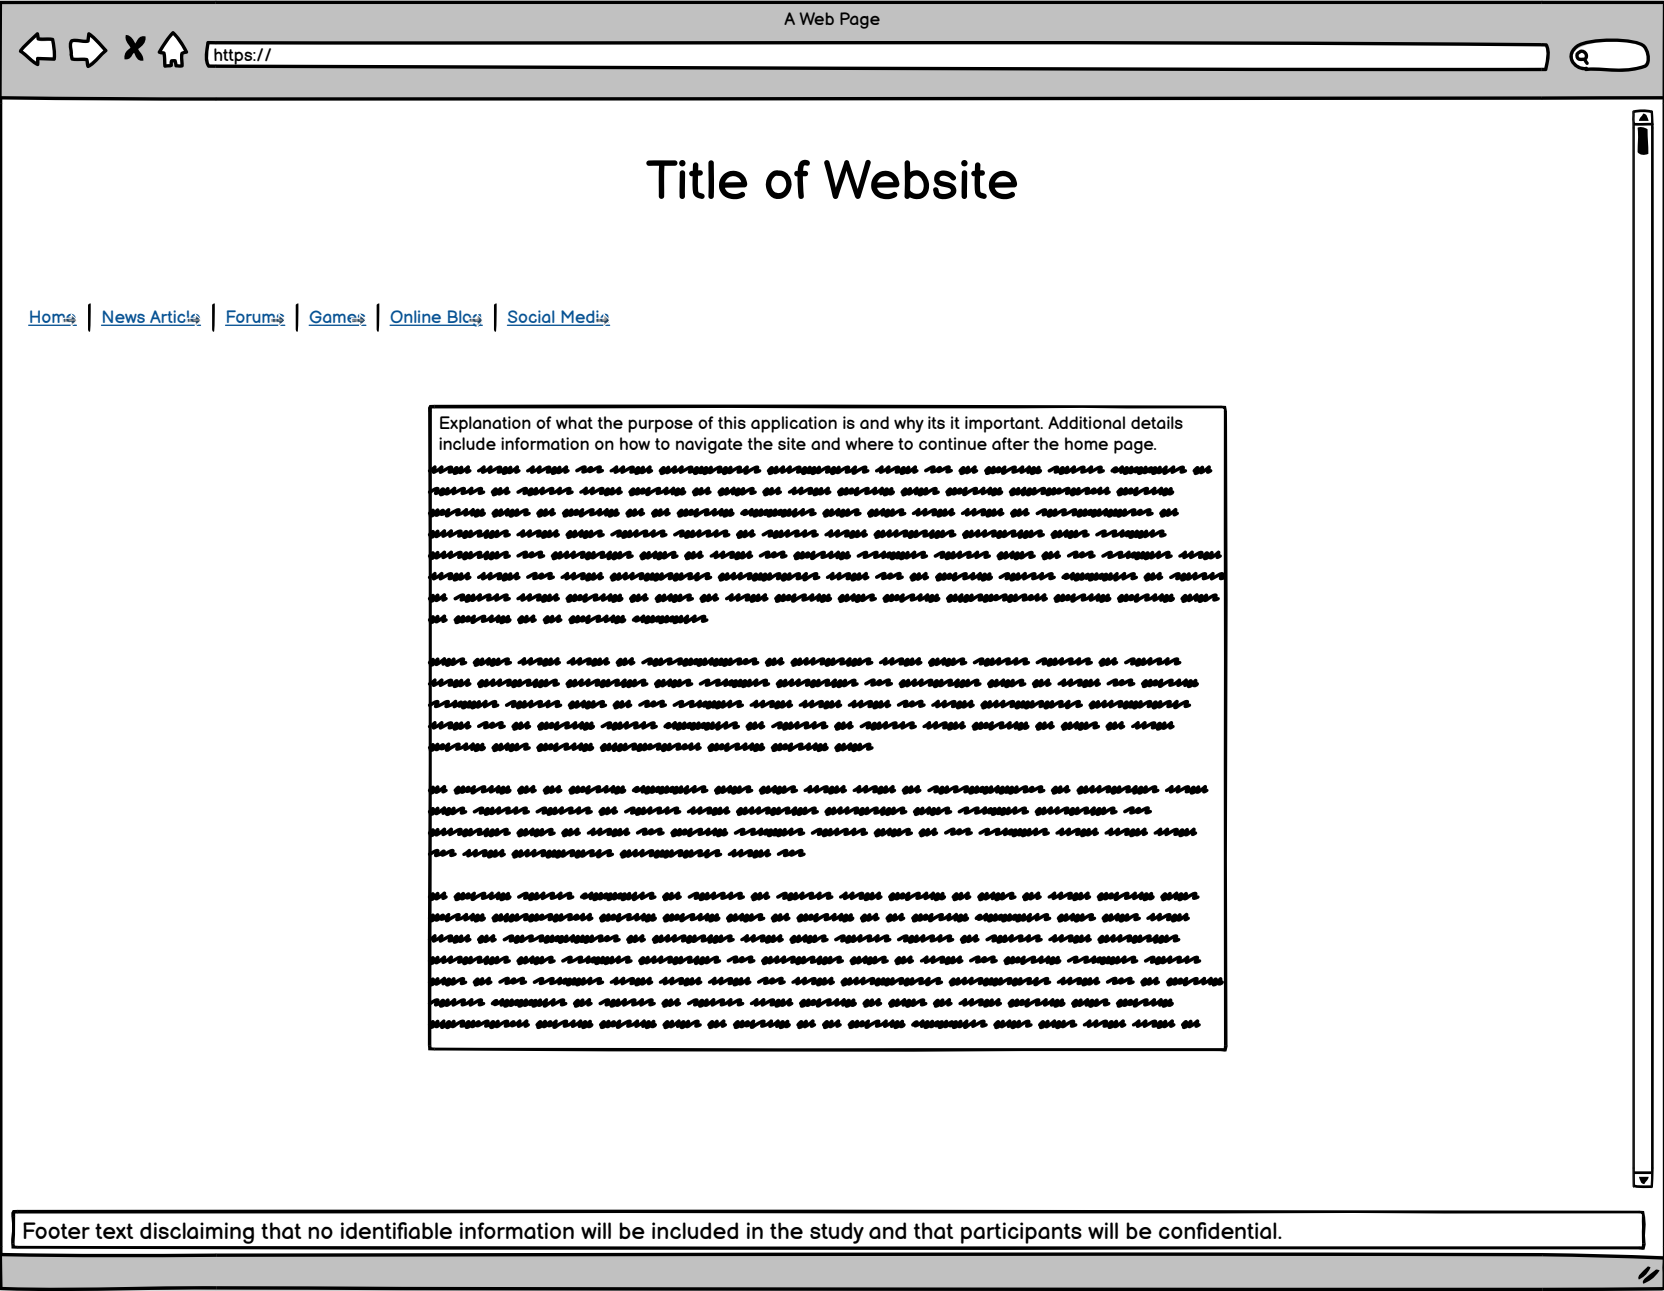 A Web Page
https://
Title of Website
Home | News Article | Forums | Games | Online Blog | Social Media
Explanation of what the purpose of this application is and why its it important. Additional details
include information on how to navigate the site and where to continue after the home page.
Footer text disclaiming that no identifiable information will be included in the study and that participants will be confidential.